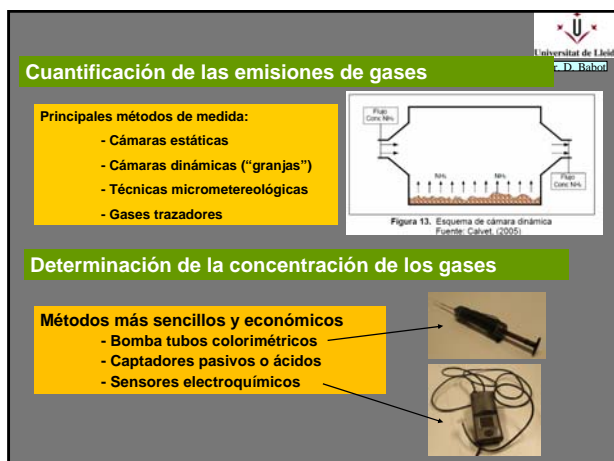 Universitat de Lleid
r. D. Babot
Cuantificación de las emisiones de gases
Principales métodos de medida:
- Cámaras estáticas
- Cámaras dinámicas (“granjas”)
- Técnicas micrometereológicas
- Gases trazadores
Flujo
Conc NH₃
NH₃
NH₃
Flujo
Conc NH₃
Figura 13. Esquema de cámara dinámica
Fuente: Calvet, (2005)
Determinación de la concentración de los gases
Métodos más sencillos y económicos
- Bomba tubos colorimétricos
- Captadores pasivos o ácidos
- Sensores electroquímicos